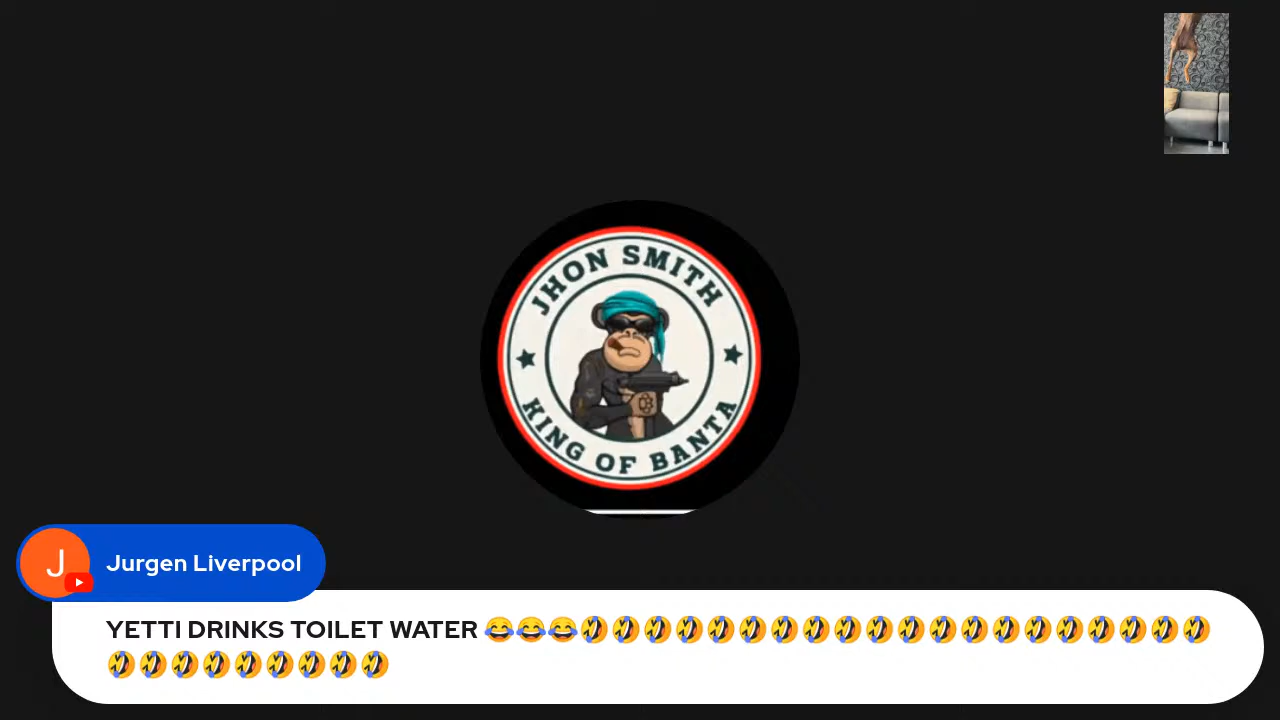 JHON SMITH
KING OF BANTA
J
Jurgen Liverpool
YETTI DRINKS TOILET WATER 😂😂😂🤣🤣🤣🤣🤣🤣🤣🤣🤣🤣🤣🤣🤣🤣🤣🤣🤣🤣🤣🤣
🤣🤣🤣🤣🤣🤣🤣🤣🤣